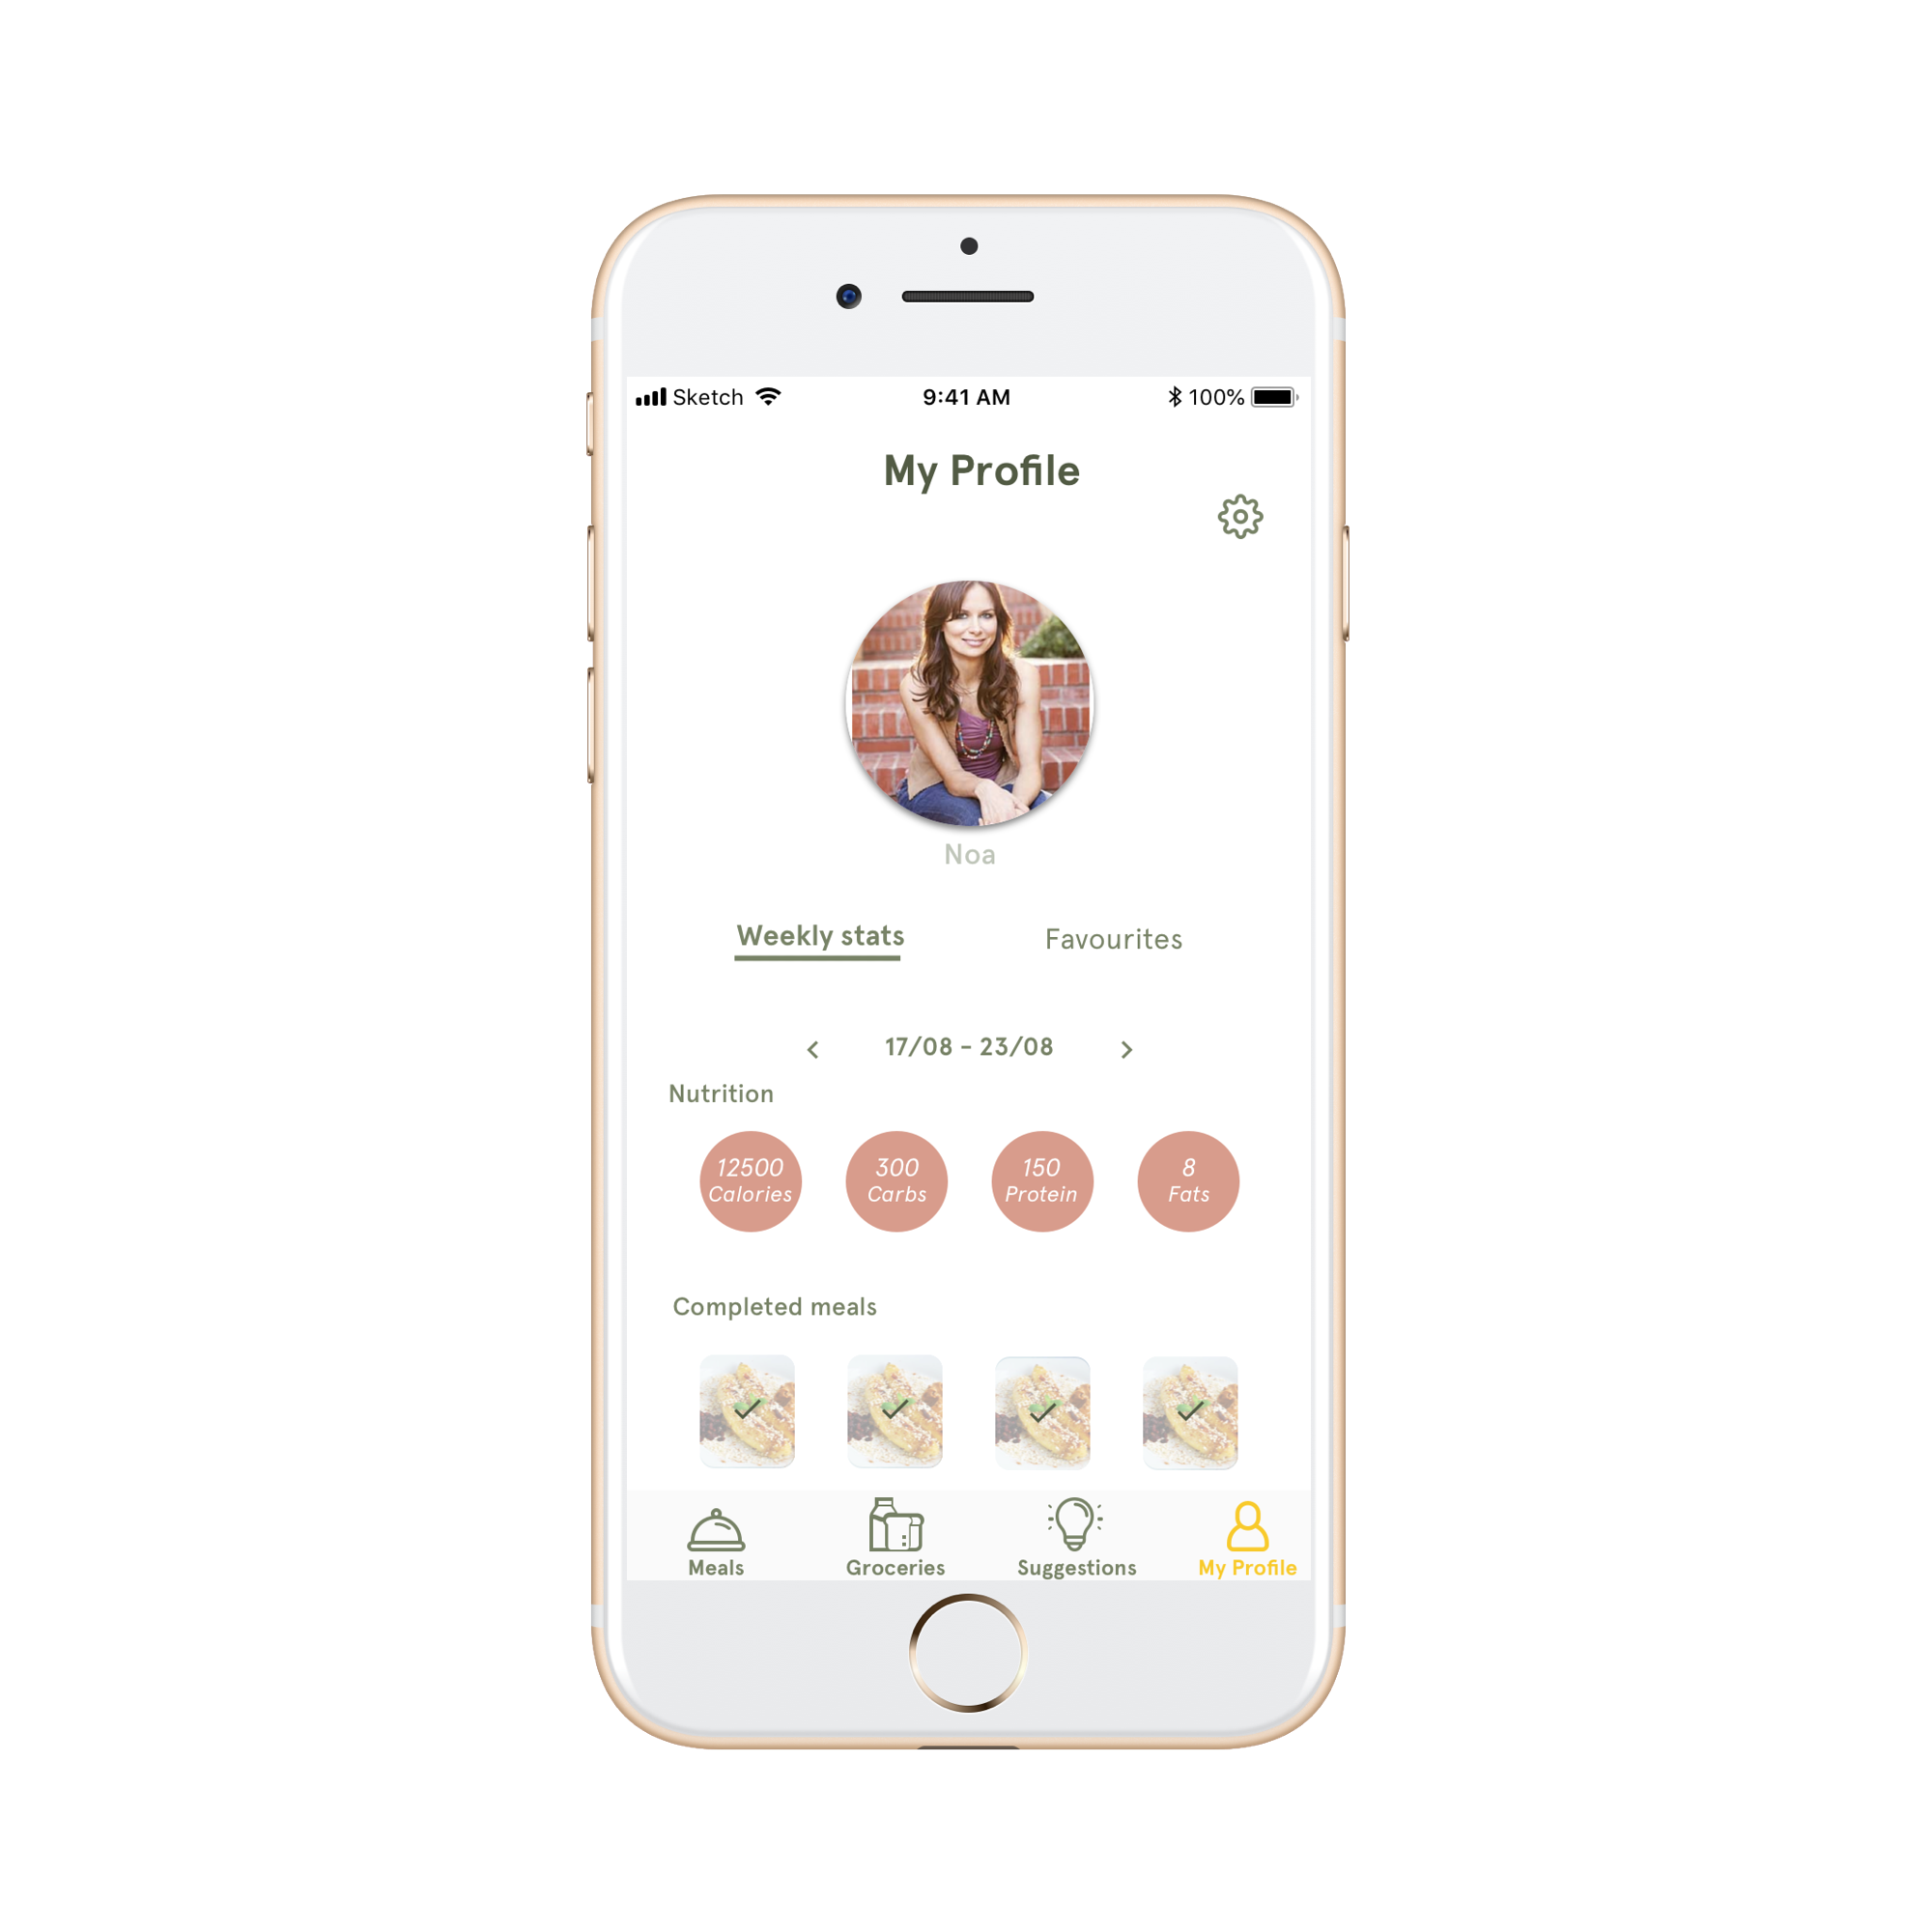 Sketch 9:41 AM 100%
My Profile
Noa
Weekly stats Favourites
17/08 - 23/08
Nutrition
12500 300 150 8
Calories Carbs Protein Fats
Completed meals
Meals Groceries Suggestions My Profile